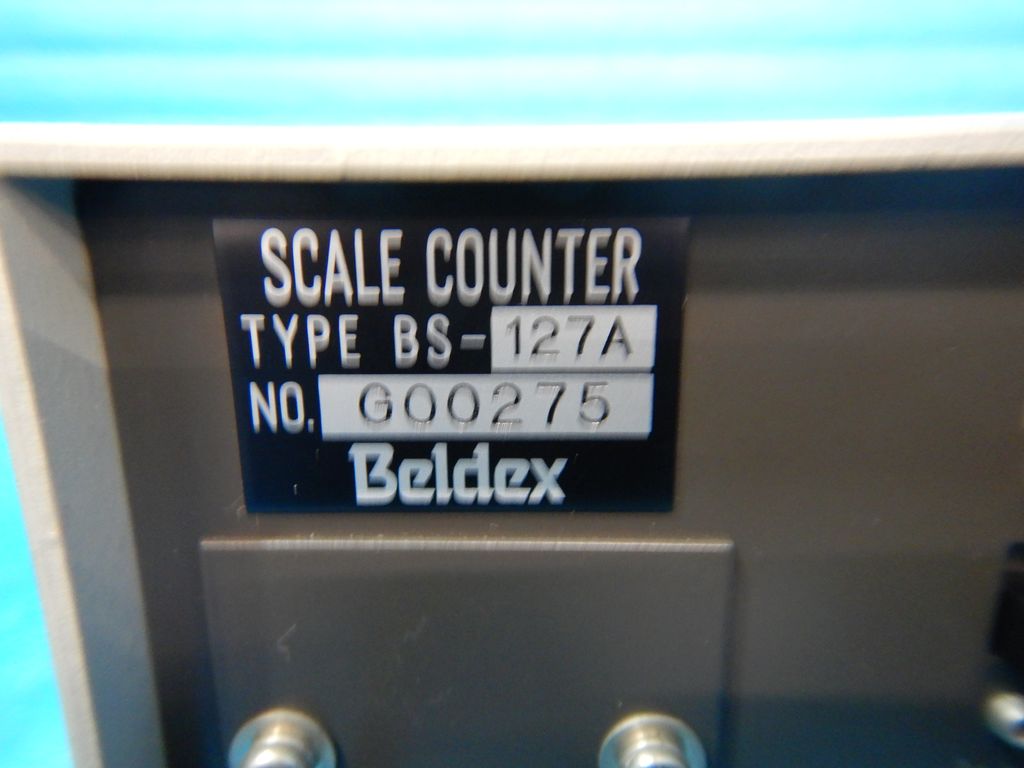 SCALE COUNTER
TYPE BS-127A
NO. G00275
Beldex